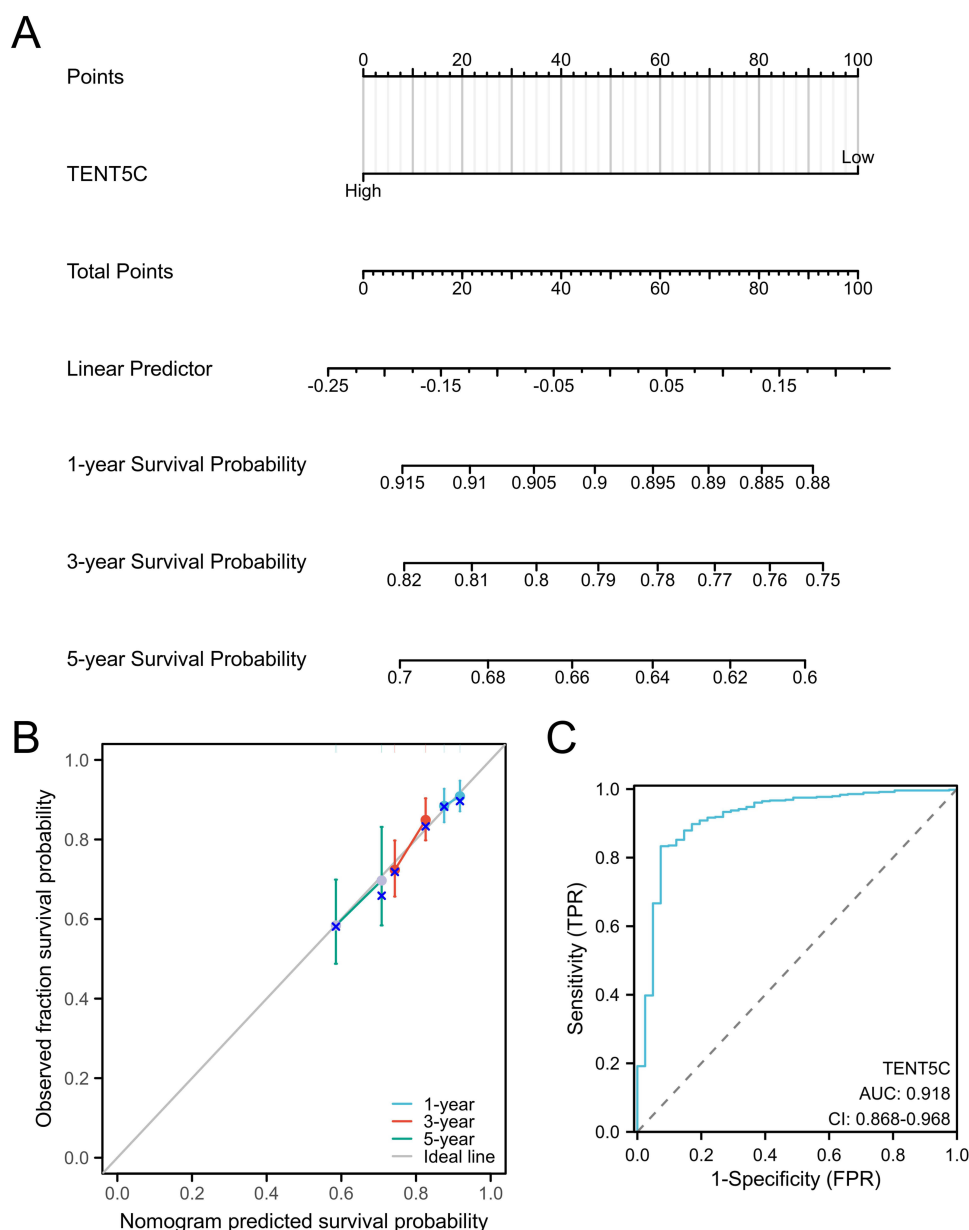 A
Points
0 20 40 60 80 100
TENT5C
Low
High
Total Points
0 20 40 60 80 100
Linear Predictor
-0.25 -0.15 -0.05 0.05 0.15
1-year Survival Probability
0.915 0.91 0.905 0.9 0.895 0.89 0.885 0.88
3-year Survival Probability
0.82 0.81 0.8 0.79 0.78 0.77 0.76 0.75
5-year Survival Probability
0.7 0.68 0.66 0.64 0.62 0.6
B
Observed fraction survival probability
1.0
0.8
0.6
0.4
0.2
0.0
1-year
3-year
5-year
Ideal line
0.0 0.2 0.4 0.6 0.8 1.0
Nomogram predicted survival probability
C
Sensitivity (TPR)
1.0
0.8
0.6
0.4
0.2
0.0
TENT5C
AUC: 0.918
CI: 0.868-0.968
0.0 0.2 0.4 0.6 0.8 1.0
1-Specificity (FPR)